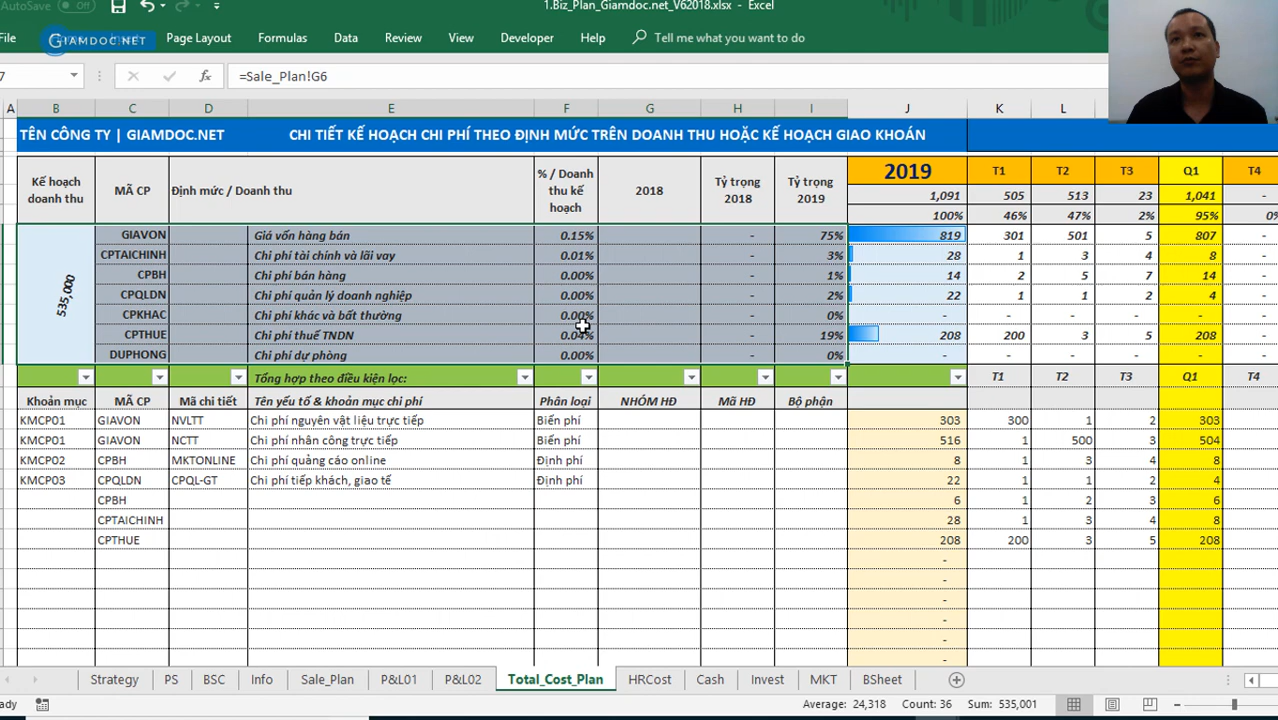 AutoSave Off 1.Biz_Plan_Giamdoc.net_V62018.xlsx - Excel
File GIAMDOC.NET Page Layout Formulas Data Review View Developer Help Tell me what you want to do
=Sale_Plan!G6
A B C D E F G H I J K L
TÊN CÔNG TY | GIAMDOC.NET CHI TIẾT KẾ HOẠCH CHI PHÍ THEO ĐỊNH MỨC TRÊN DOANH THU HOẶC KẾ HOẠCH GIAO KHOÁN
Kế hoạch doanh thu MÃ CP Định mức / Doanh thu % / Doanh thu kế hoạch 2018 Tỷ trọng 2018 Tỷ trọng 2019 2019 T1 T2 T3 Q1 T4
1,091 505 513 23 1,041 -
100% 46% 47% 2% 95% 0%
535,000
GIAVON Giá vốn hàng bán 0.15% - 75% 819 301 501 5 807 -
CPTAICHINH Chi phí tài chính và lãi vay 0.01% - 3% 28 1 3 4 8 -
CPBH Chi phí bán hàng 0.00% - 1% 14 2 5 7 14 -
CPQLDN Chi phí quản lý doanh nghiệp 0.00% - 2% 22 1 1 2 4 -
CPKHAC Chi phí khác và bất thường 0.00% - 0% - - - - - -
CPTHUE Chi phí thuế TNDN 0.04% - 19% 208 200 3 5 208 -
DUPHONG Chi phí dự phòng 0.00% - 0% - - - - - -
Tổng hợp theo điều kiện lọc: T1 T2 T3 Q1 T4
Khoản mục MÃ CP Mã chi tiết Tên yếu tố & khoản mục chi phí Phân loại NHÓM HĐ Mã HĐ Bộ phận
KMCP01 GIAVON NVLTT Chi phí nguyên vật liệu trực tiếp Biến phí 303 300 1 2 303
KMCP01 GIAVON NCTT Chi phí nhân công trực tiếp Biến phí 516 1 500 3 504
KMCP02 CPBH MKTONLINE Chi phí quảng cáo online Định phí 8 1 3 4 8
KMCP03 CPQLDN CPQL-GT Chi phí tiếp khách, giao tế Định phí 22 1 1 2 4
CPBH 6 1 2 3 6
CPTAICHINH 28 1 3 4 8
CPTHUE 208 200 3 5 208
-
-
-
-
-
-
Strategy PS BSC Info Sale_Plan P&L01 P&L02 Total_Cost_Plan HRCost Cash Invest MKT BSheet
Average: 24,318 Count: 36 Sum: 535,001